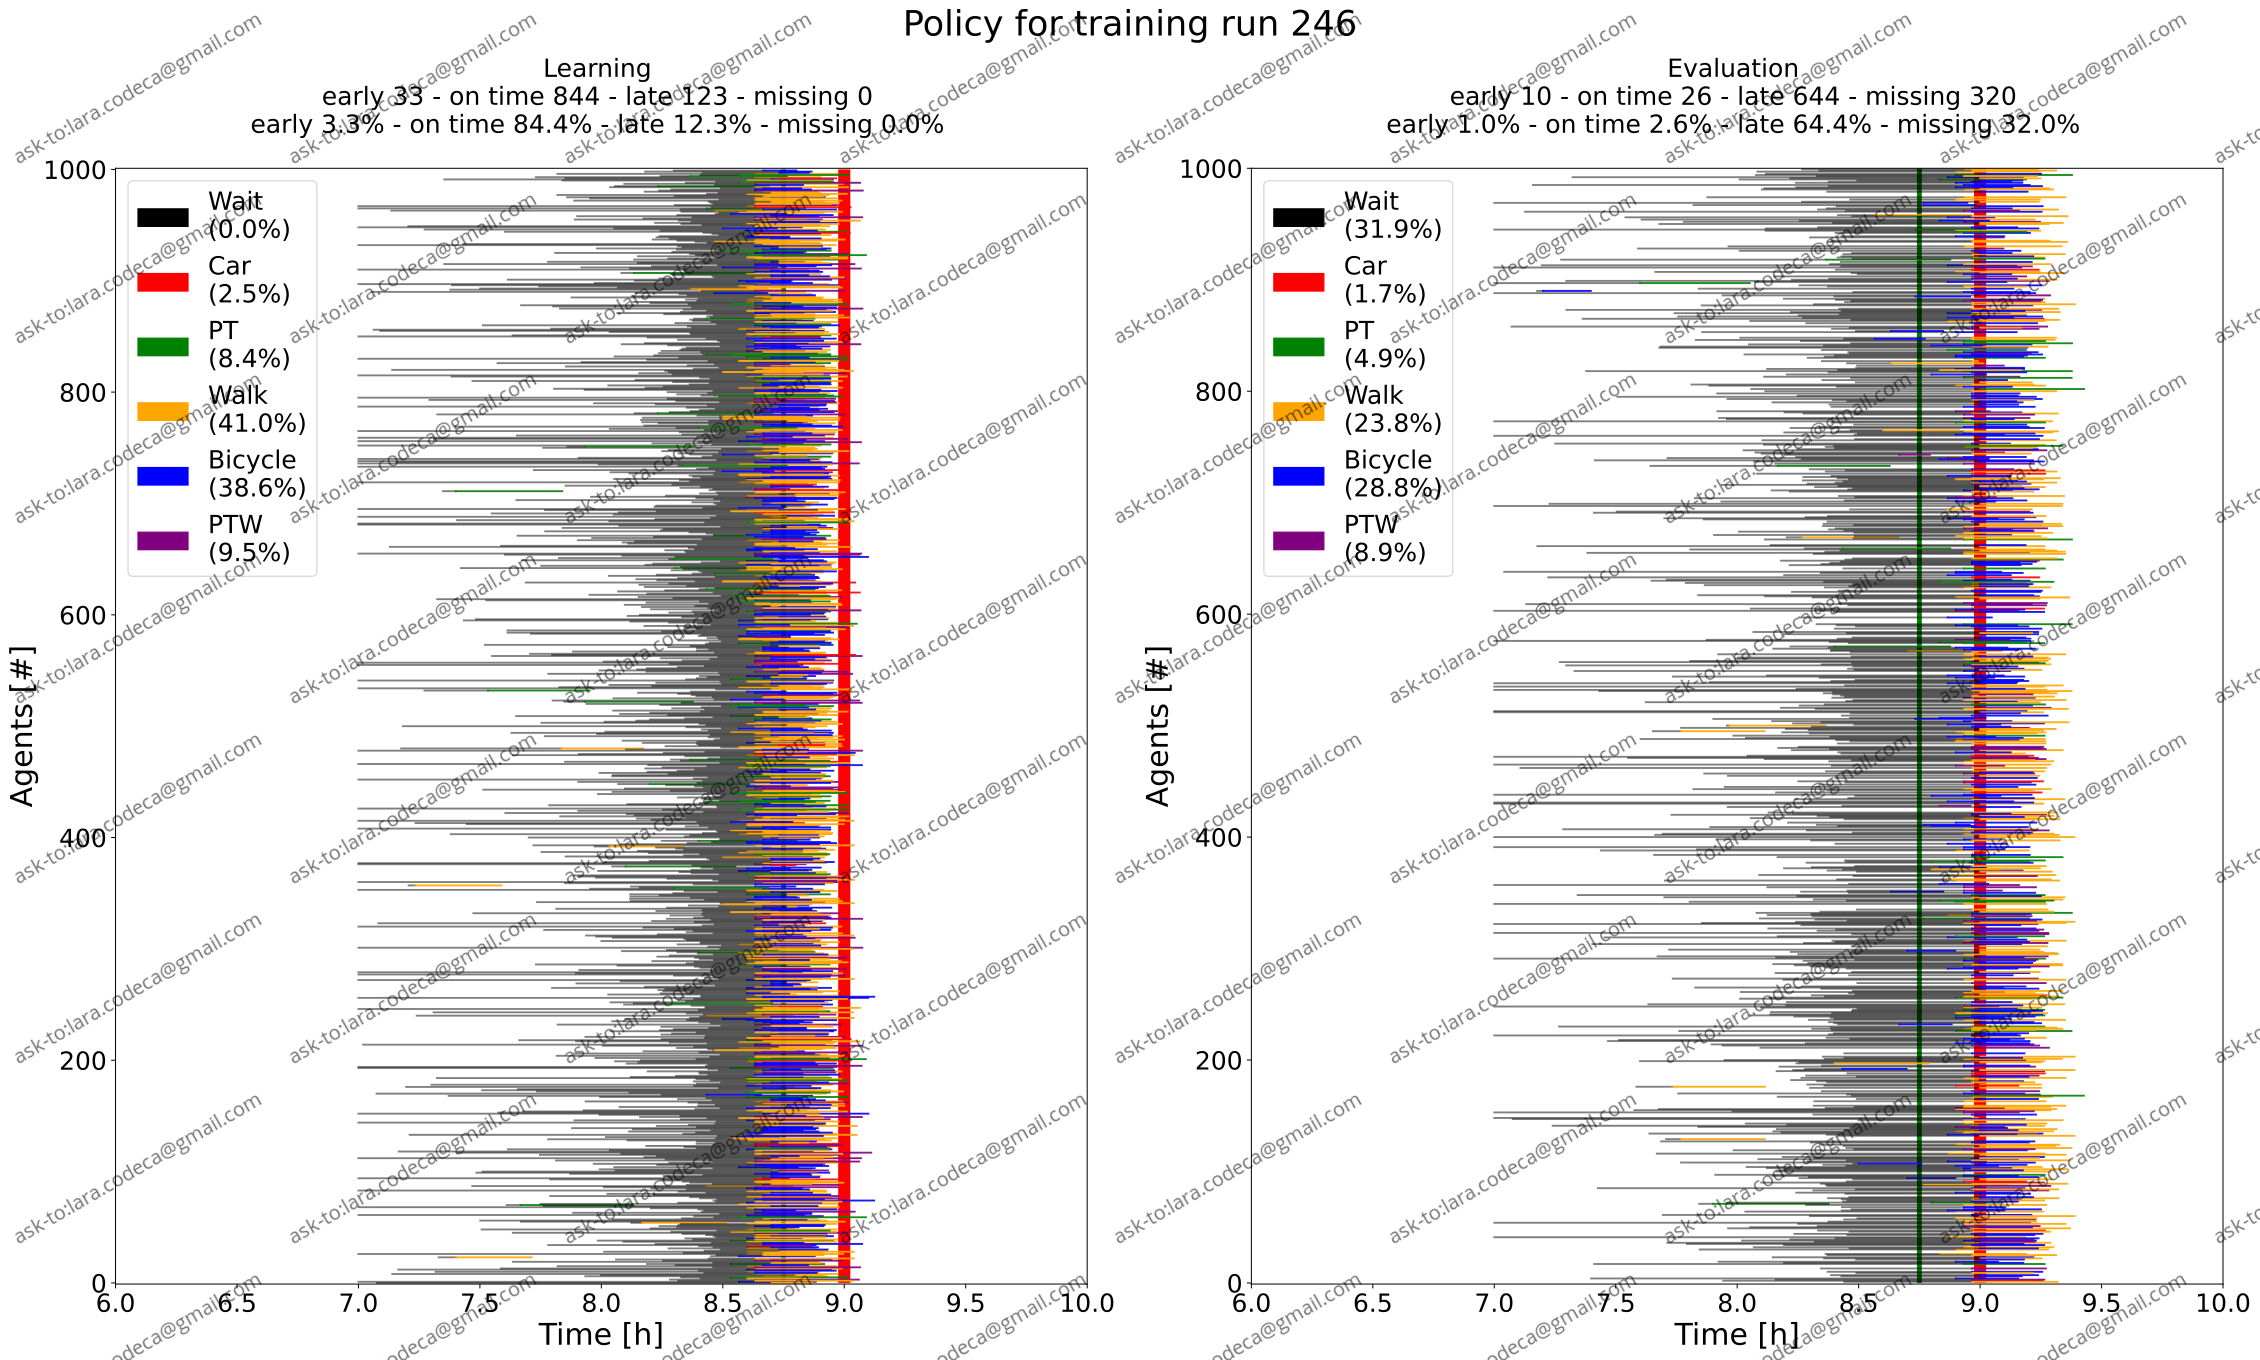 Policy for training run 246
Learning
early 33 - on time 844 - late 123 - missing 0
early 3.3% - on time 84.4% - late 12.3% - missing 0.0%
Agents [#]
1000
800
600
400
200
0
Wait
(0.0%)
Car
(2.5%)
PT
(8.4%)
Walk
(41.0%)
Bicycle
(38.6%)
PTW
(9.5%)
6.0 6.5 7.0 7.5 8.0 8.5 9.0 9.5 10.0
Time [h]
Evaluation
early 10 - on time 26 - late 644 - missing 320
early 1.0% - on time 2.6% - late 64.4% - missing 32.0%
Agents [#]
1000
800
600
400
200
0
Wait
(31.9%)
Car
(1.7%)
PT
(4.9%)
Walk
(23.8%)
Bicycle
(28.8%)
PTW
(8.9%)
6.0 6.5 7.0 7.5 8.0 8.5 9.0 9.5 10.0
Time [h]
ask-to:lara.codeca@gmail.com